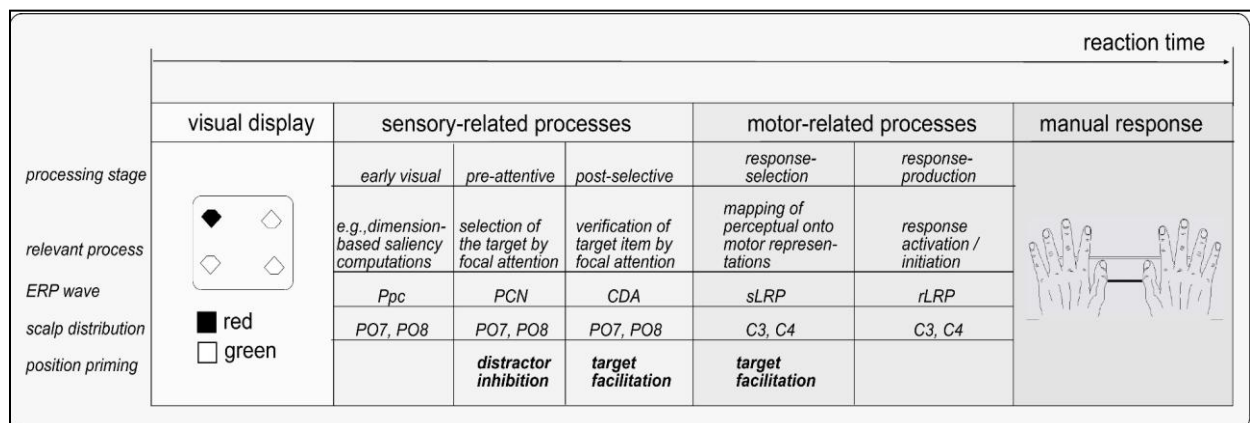 reaction time
visual display sensory-related processes motor-related processes manual response
processing stage early visual pre-attentive post-selective response-selection response-production
relevant process e.g.,dimension-based saliency computations selection of the target by focal attention verification of target item by focal attention mapping of perceptual onto motor represen-tations response activation / initiation
ERP wave Ppc PCN CDA sLRP rLRP
scalp distribution PO7, PO8 PO7, PO8 PO7, PO8 C3, C4 C3, C4
red
green
position priming distractor inhibition target facilitation target facilitation